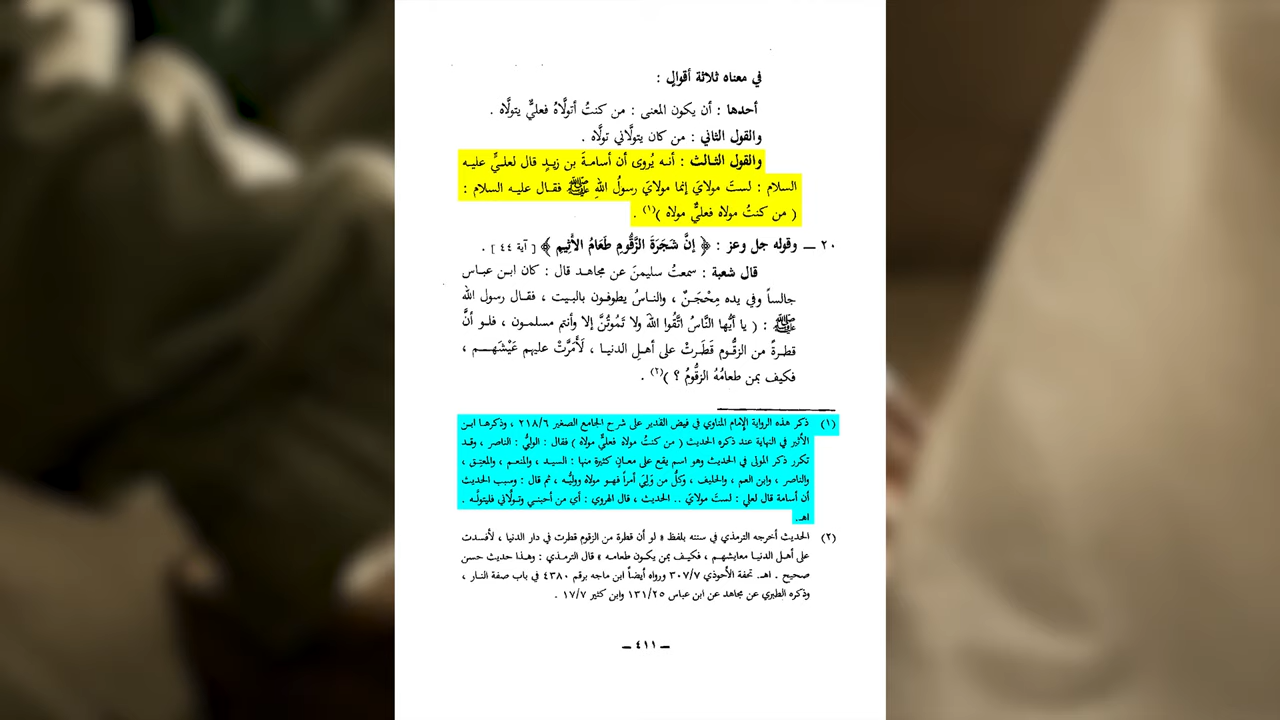 في معناه ثلاثة أقوالٍ :
أحدها : أن يكون المعنى : من كنتُ أتولَّاهُ فعليٌّ يتولَّاه .
والقول الثاني : من كان يتولَّاني تولَّاه .
والقول الثالث : أنه يُروى أن أسامةَ بن زيدٍ قال لعليٍّ عليه
السلام : لستَ مولايَ إنما مولايَ رسولُ اللهِ ﷺ فقال عليه السلام :
( من كنتُ مولاه فعليٌّ مولاه )(١) .
٢٠ ــ وقوله جل وعز : ﴿ إنَّ شَجَرَةَ الزَّقُّومِ طَعَامُ الأَثِيمِ ﴾ [ آية ٤٤ ] .
قال شعبة : سمعتُ سليمنَ عن مجاهد قال : كان ابن عباس
جالساً وفي يده مِحْجَنٌ ، والناسُ يطوفون بالبيت ، فقال رسول الله
ﷺ : ( يا أيُّها النَّاسُ اتَّقُوا اللهَ ولا تَمُوتُنَّ إلا وأنتم مسلمون ، فلو أنَّ
قطرةً من الزقُّوم قَطَرتْ على أهلِ الدنيا ، لَأَمَرَّتْ عليهم عَيْشَهم ،
فكيف بمن طعامُهُ الزقُّومُ ؟ )(٢) .
(١) ذكر هذه الرواية الإمام المناوي في فيض القدير على شرح الجامع الصغير ٢١٨/٦ ، وذكرها ابن
الأثير في النهاية عند ذكره الحديث ( من كنتُ مولاه فعليٌّ مولاه ) فقال : الوليُّ : الناصر ، وقد
تكرر ذكر المولى في الحديث وهو اسم يقع على معانٍ كثيرة منها : السيد ، والمنعم ، والمعتِق ،
والناصر ، وابن العم ، والحليف ، وكلُّ من وَلِيَ أمراً فهو مولاه ووليُّه ، ثم قال : وسبب الحديث
أن أسامة قال لعلي : لستَ مولايَ .. الحديث ، قال الهروي : أي من أحبني وتولَّاني فليتولَّه .
اهـ.
(٢) الحديث أخرجه الترمذي في سننه بلفظ « لو أن قطرة من الزقوم قطرت في دار الدنيا ، لأفسدت
على أهل الدنيا معايشهم ، فكيف بمن يكون طعامه » قال الترمذي : وهذا حديث حسن
صحيح . اهـ. تحفة الأحوذي ٣٠٧/٧ ورواه أيضاً ابن ماجه برقم ٤٣٨٠ في باب صفة النار ،
وذكره الطبري عن مجاهد عن ابن عباس ١٣١/٢٥ وابن كثير ١٧/٧ .
ــ ٤١١ ــ